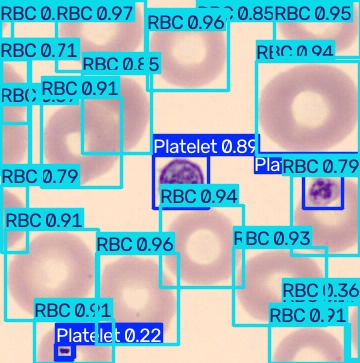 RBC 0.97
0.85
RBC 0.95
RBC 0.96
RBC 0.71
RBC 0.94
RBC 0.85
RBC 0.91
Platelet 0.89
RBC 0.79
RBC 0.79
RBC 0.94
RBC 0.91
RBC 0.96
RBC 0.93
RBC 0.36
RBC 0.91
RBC 0.91
Platelet 0.22